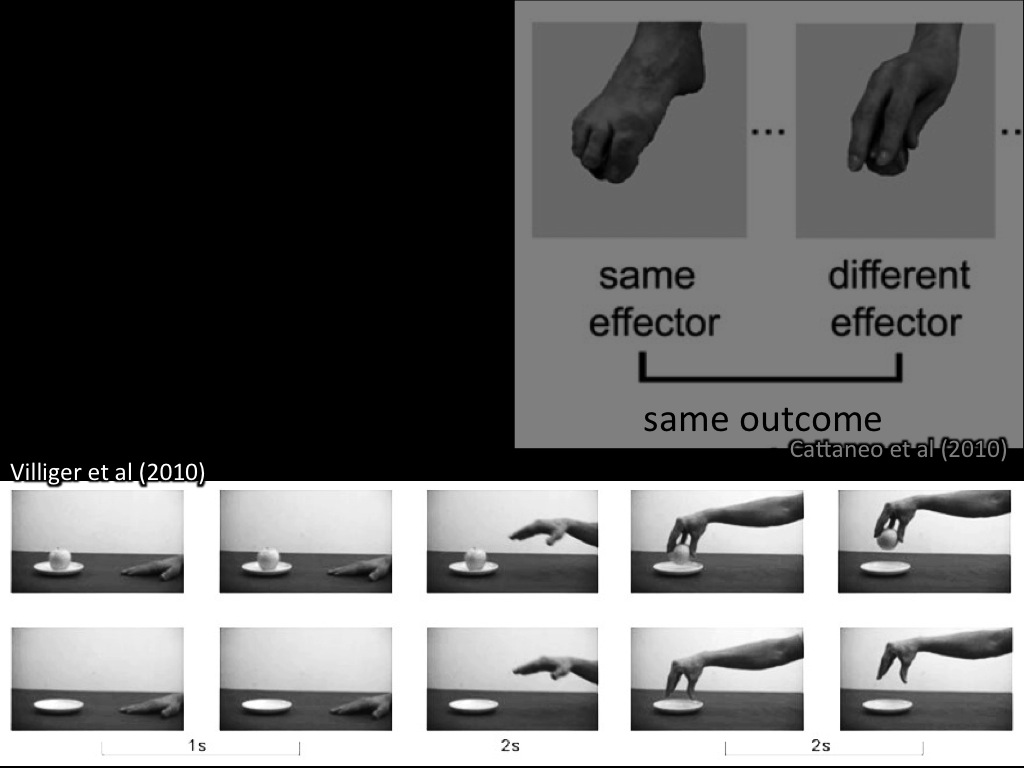 same
effector
different
effector
same outcome
Cattaneo et al (2010)
Villiger et al (2010)
1s
2s
2s